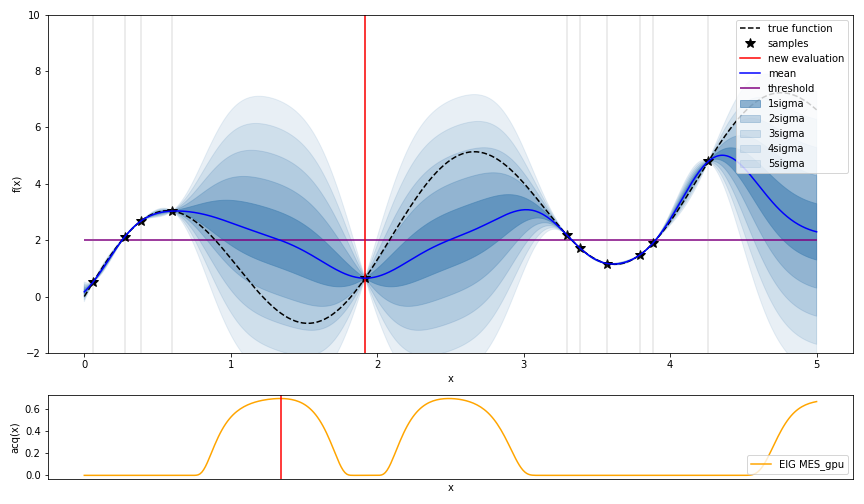 10
8
6
4
2
0
−2
f(x)
true function
samples
new evaluation
mean
threshold
1sigma
2sigma
3sigma
4sigma
5sigma
0 1 2 3 4 5
x
0.6
0.4
0.2
0.0
acq(x)
EIG MES_gpu
x